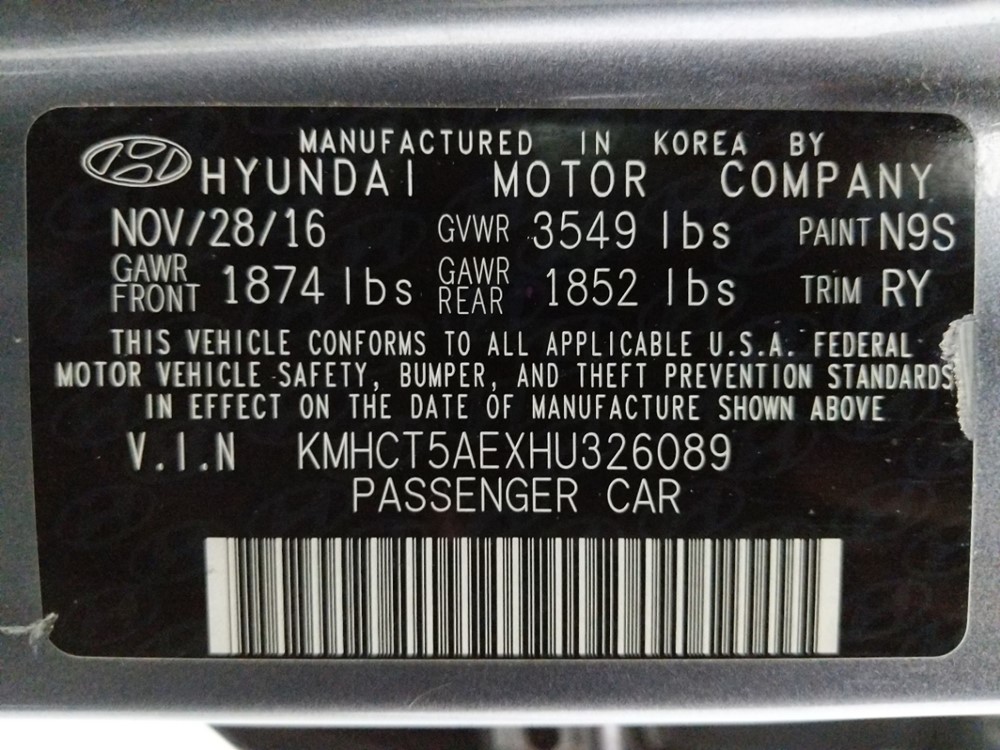 MANUFACTURED IN KOREA BY
HYUNDAI MOTOR COMPANY
NOV/28/16 GVWR 3549 lbs PAINT N9S
GAWR FRONT 1874 lbs GAWR REAR 1852 lbs TRIM RY
THIS VEHICLE CONFORMS TO ALL APPLICABLE U.S.A. FEDERAL
MOTOR VEHICLE SAFETY, BUMPER, AND THEFT PREVENTION STANDARDS
IN EFFECT ON THE DATE OF MANUFACTURE SHOWN ABOVE
V.I.N KMHCT5AEXHU326089
PASSENGER CAR